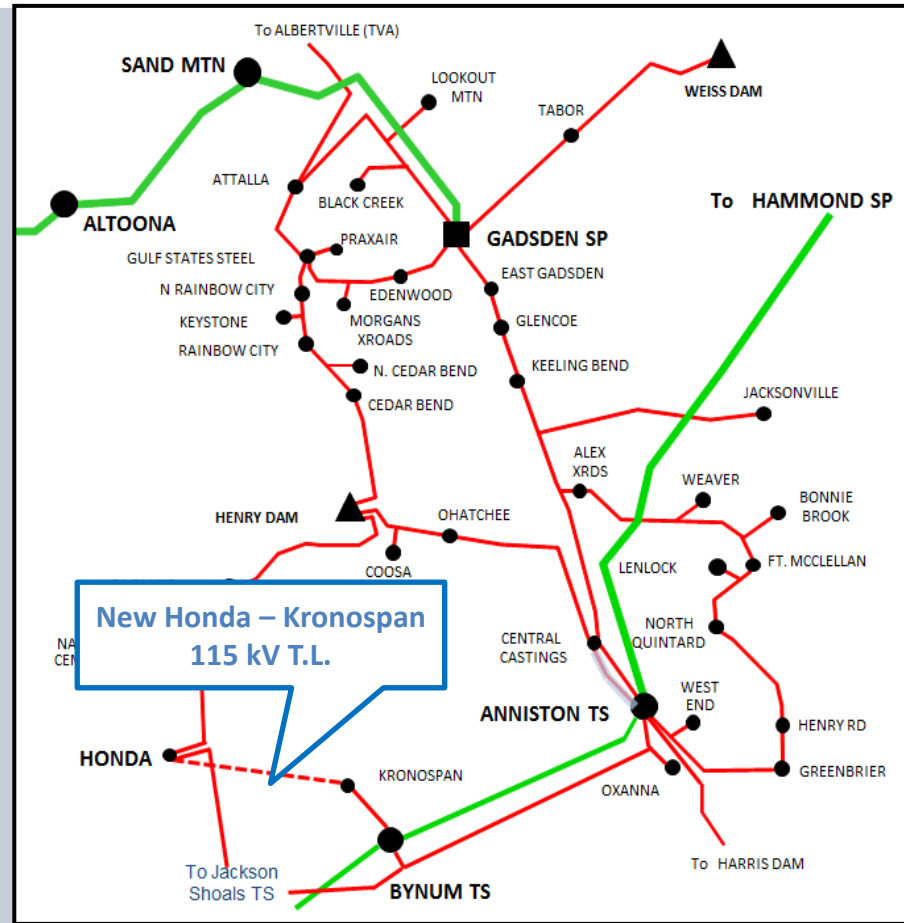 To ALBERTVILLE (TVA)
SAND MTN
LOOKOUT
MTN
WEISS DAM
TABOR
ATTALLA
BLACK CREEK
ALTOONA
To HAMMOND SP
PRAXAIR
GADSDEN SP
GULF STATES STEEL
EDENWOOD
EAST GADSDEN
N RAINBOW CITY
KEYSTONE
MORGANS
XROADS
GLENCOE
RAINBOW CITY
N. CEDAR BEND
KEELING BEND
CEDAR BEND
JACKSONVILLE
ALEX
XRDS
WEAVER
BONNIE
BROOK
HENRY DAM
OHATCHEE
COOSA
LENLOCK
FT. MCCLELLAN
New Honda – Kronospan
115 kV T.L.
NA
CEM
CENTRAL
CASTINGS
NORTH
QUINTARD
WEST
END
ANNISTON TS
HENRY RD
HONDA
KRONOSPAN
OXANNA
GREENBRIER
To Jackson
Shoals TS
BYNUM TS
To HARRIS DAM